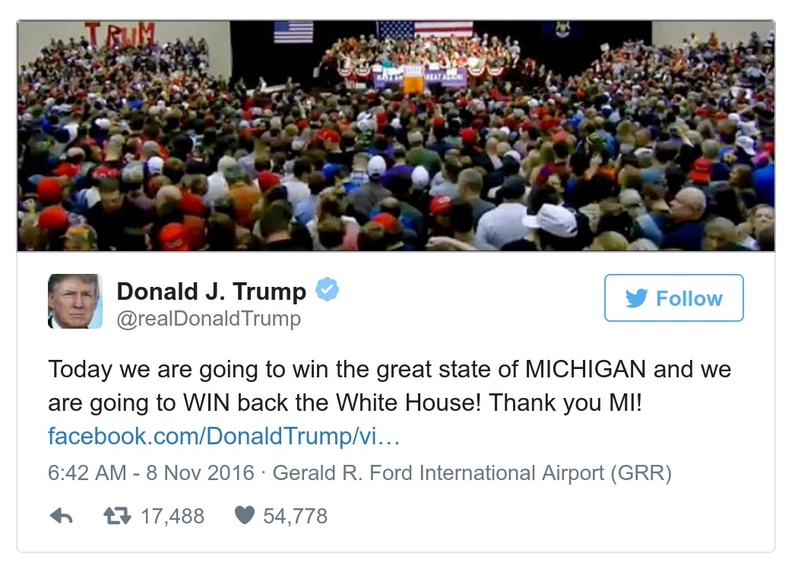 TRUM
Donald J. Trump
Follow
@realDonaldTrump
Today we are going to win the great state of MICHIGAN and we
are going to WIN back the White House! Thank you MI!
facebook.com/DonaldTrump/vi…
6:42 AM - 8 Nov 2016 · Gerald R. Ford International Airport (GRR)
17,488 54,778